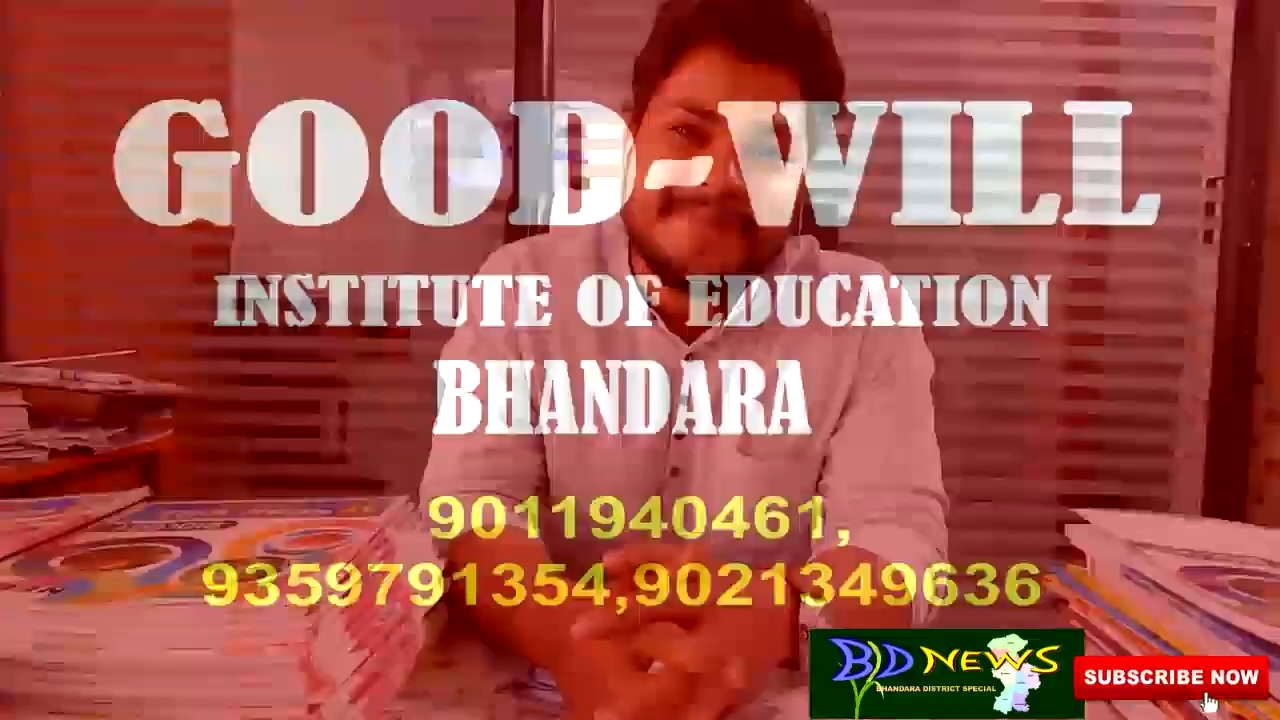 GOOD-WILL
INSTITUTE OF EDUCATION
BHANDARA
9011940461,
9359791354,9021349636
BD NEWS
BHANDARA DISTRICT SPECIAL
SUBSCRIBE NOW